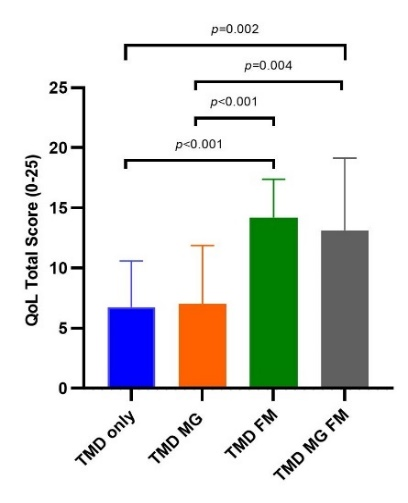 p=0.002
p=0.004
p<0.001
p<0.001
QoL Total Score (0-25)
25
20
15
10
5
0
TMD only
TMD MG
TMD FM
TMD MG FM